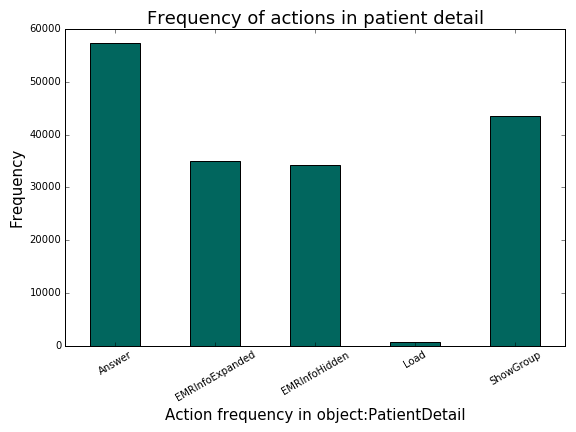 Frequency of actions in patient detail
60000
50000
40000
30000
20000
10000
0
Frequency
Answer
EMRInfoExpanded
EMRInfoHidden
Load
ShowGroup
Action frequency in object:PatientDetail